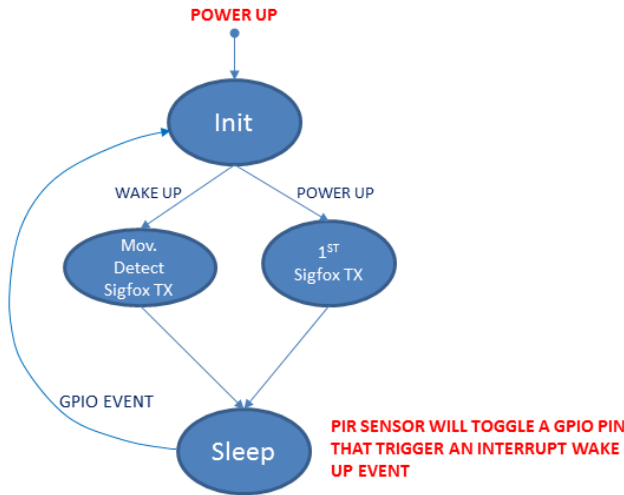 POWER UP
Init
WAKE UP
POWER UP
Mov.
Detect
Sigfox TX
1ST
Sigfox TX
GPIO EVENT
Sleep
PIR SENSOR WILL TOGGLE A GPIO PIN
THAT TRIGGER AN INTERRUPT WAKE
UP EVENT